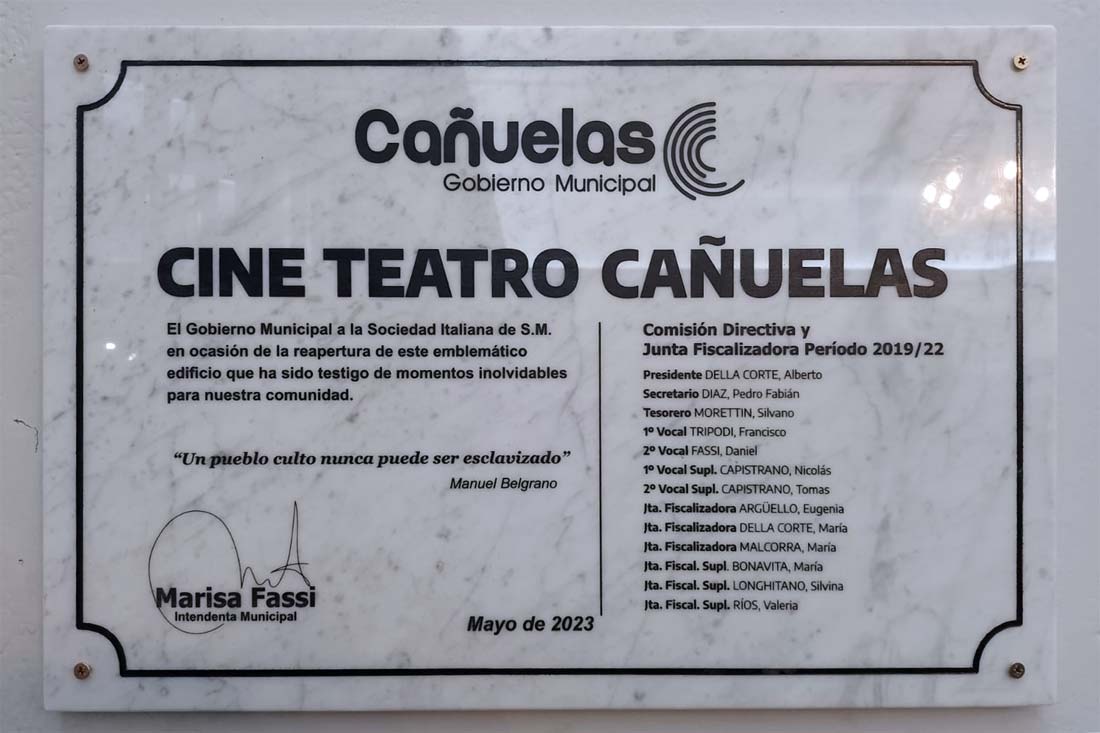 Cañuelas
Gobierno Municipal
CINE TEATRO CAÑUELAS
El Gobierno Municipal a la Sociedad Italiana de S.M.
en ocasión de la reapertura de este emblemático
edificio que ha sido testigo de momentos inolvidables
para nuestra comunidad.
“Un pueblo culto nunca puede ser esclavizado”
Manuel Belgrano
Marisa Fassi
Intendenta Municipal
Mayo de 2023
Comisión Directiva y
Junta Fiscalizadora Período 2019/22
Presidente DELLA CORTE, Alberto
Secretario DIAZ, Pedro Fabián
Tesorero MORETTIN, Silvano
1º Vocal TRIPODI, Francisco
2º Vocal FASSI, Daniel
1º Vocal Supl. CAPISTRANO, Nicolás
2º Vocal Supl. CAPISTRANO, Tomas
Jta. Fiscalizadora ARGÜELLO, Eugenia
Jta. Fiscalizadora DELLA CORTE, María
Jta. Fiscalizadora MALCORRA, María
Jta. Fiscal. Supl. BONAVITA, María
Jta. Fiscal. Supl. LONGHITANO, Silvina
Jta. Fiscal. Supl. RÍOS, Valeria